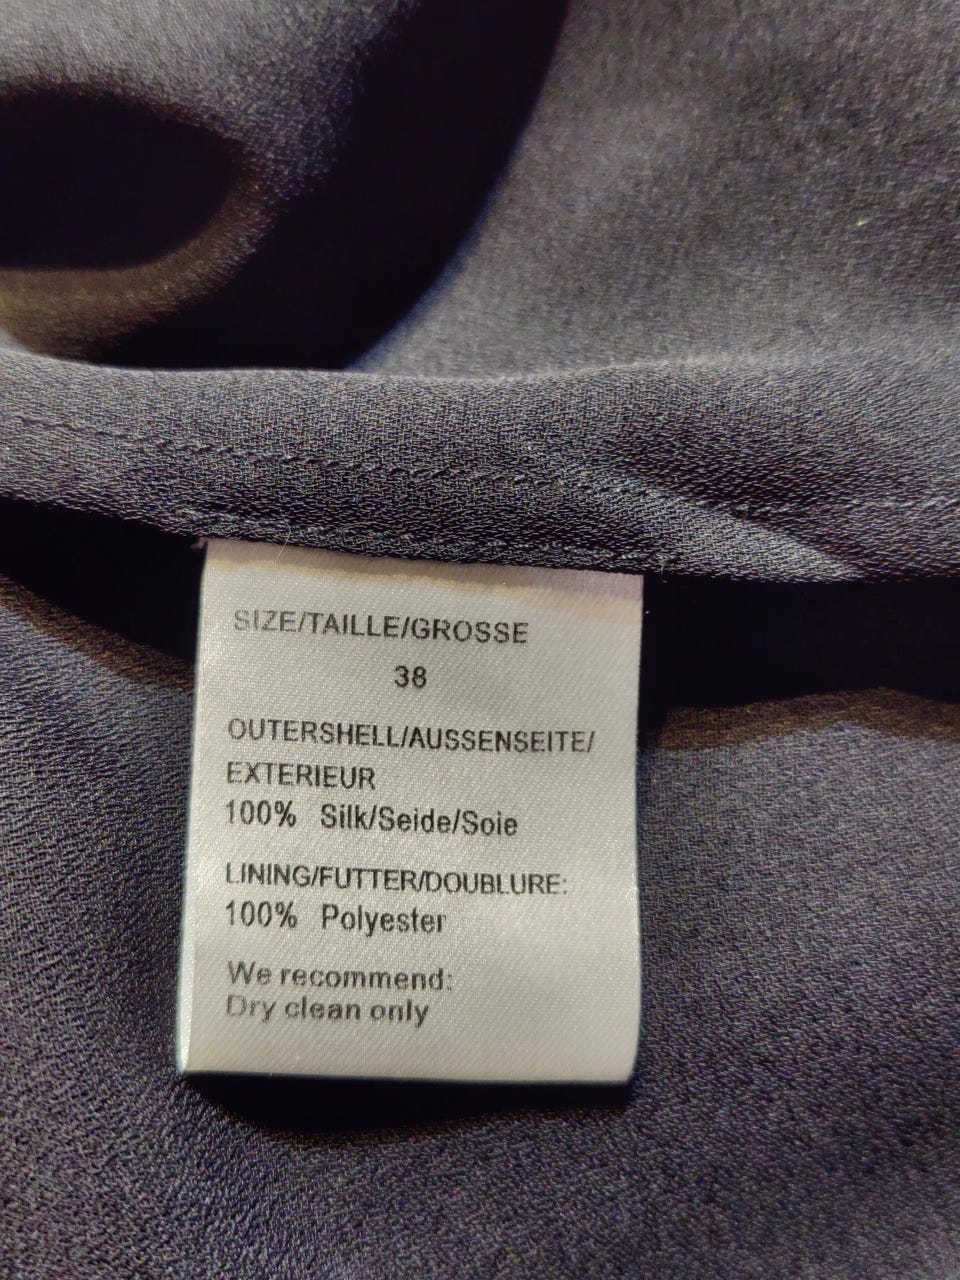 SIZE/TAILLE/GROSSE
38
OUTERSHELL/AUSSENSEITE/
EXTERIEUR
100% Silk/Seide/Soie
LINING/FUTTER/DOUBLURE:
100% Polyester
We recommend:
Dry clean only